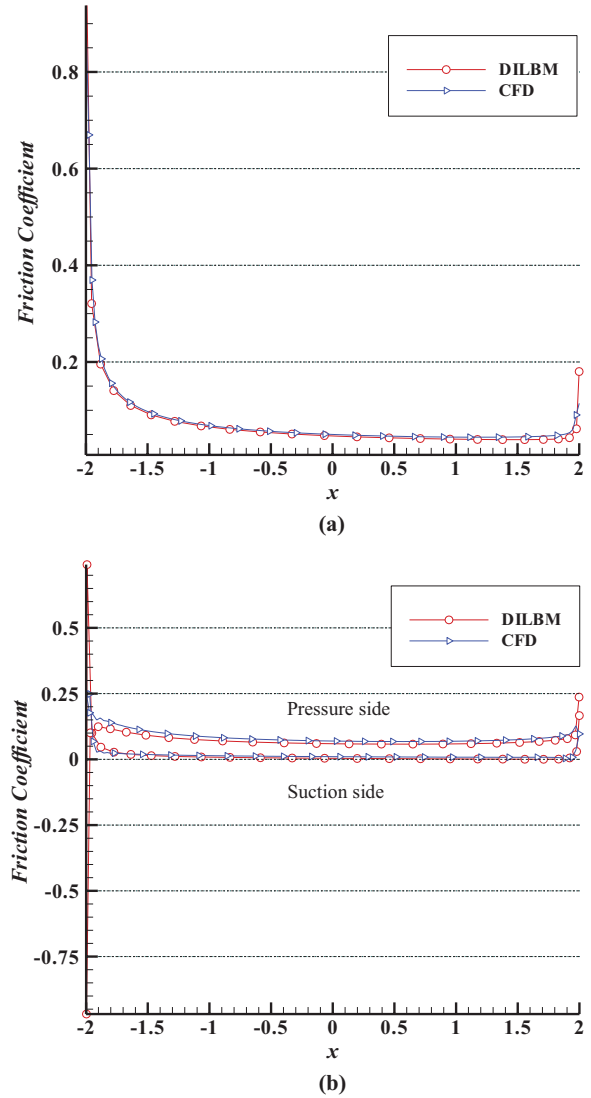 0.8
0.6
0.4
0.2
Friction Coefficient
DILBM
CFD
-2 -1.5 -1 -0.5 0 0.5 1 1.5 2
x
(a)
0.5
0.25
0
-0.25
-0.5
-0.75
Friction Coefficient
DILBM
CFD
Pressure side
Suction side
-2 -1.5 -1 -0.5 0 0.5 1 1.5 2
x
(b)